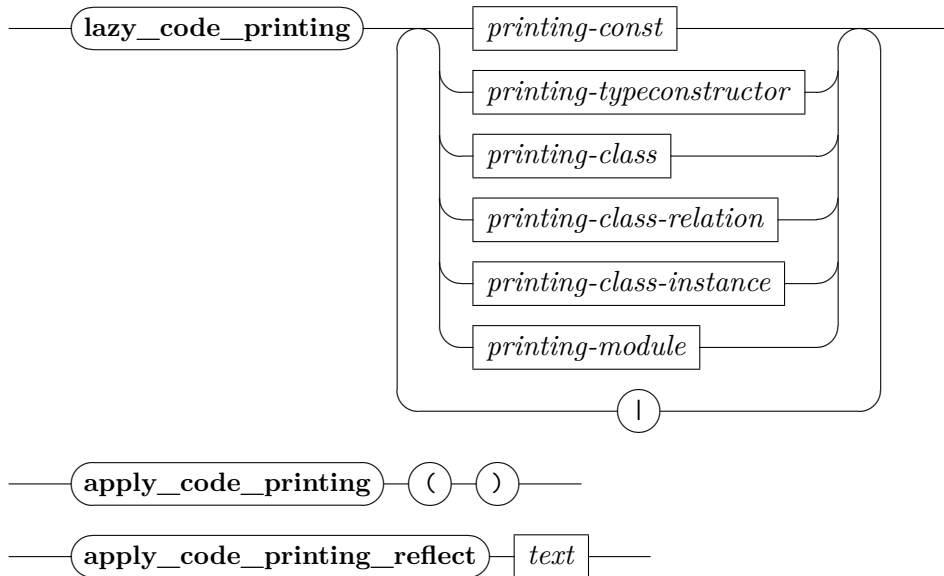 lazy_code_printing printing-const
printing-typeconstructor
printing-class
printing-class-relation
printing-class-instance
printing-module
|
apply_code_printing ( )
apply_code_printing_reflect text